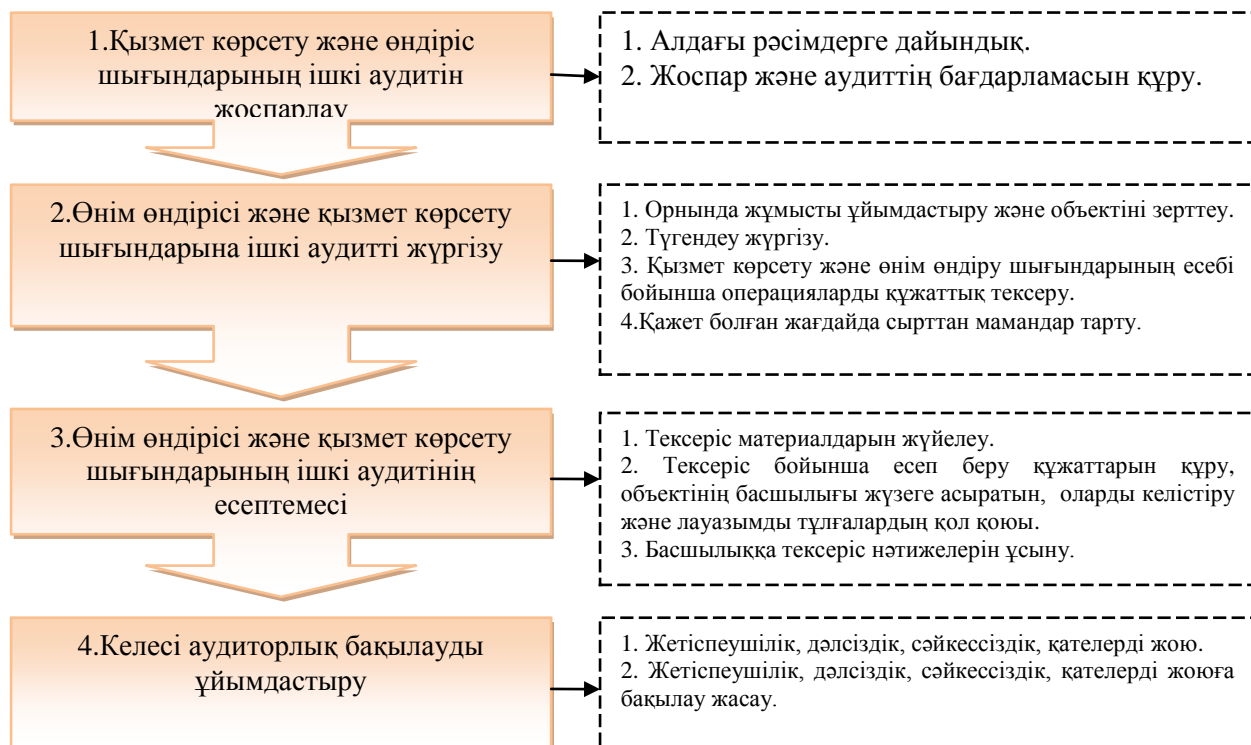 1.Қызмет көрсету және өндіріс
шығындарының ішкі аудитін
жоспарлау
1. Алдағы рәсімдерге дайындық.
2. Жоспар және аудиттің бағдарламасын құру.
2.Өнім өндірісі және қызмет көрсету
шығындарына ішкі аудитті жүргізу
1. Орнында жұмысты ұйымдастыру және объектіні зерттеу.
2. Түгендеу жүргізу.
3. Қызмет көрсету және өнім өндіру шығындарының есебі
бойынша операцияларды құжаттық тексеру.
4.Қажет болған жағдайда сырттан мамандар тарту.
3.Өнім өндірісі және қызмет көрсету
шығындарының ішкі аудитінің
есептемесі
1. Тексеріс материалдарын жүйелеу.
2. Тексеріс бойынша есеп беру құжаттарын құру,
объектінің басшылығы жүзеге асыратын, оларды келістіру
және лауазымды тұлғалардың қол қоюы.
3. Басшылыққа тексеріс нәтижелерін ұсыну.
4.Келесі аудиторлық бақылауды
ұйымдастыру
1. Жетіспеушілік, дәлсіздік, сәйкессіздік, қателерді жою.
2. Жетіспеушілік, дәлсіздік, сәйкессіздік, қателерді жоюға
бақылау жасау.